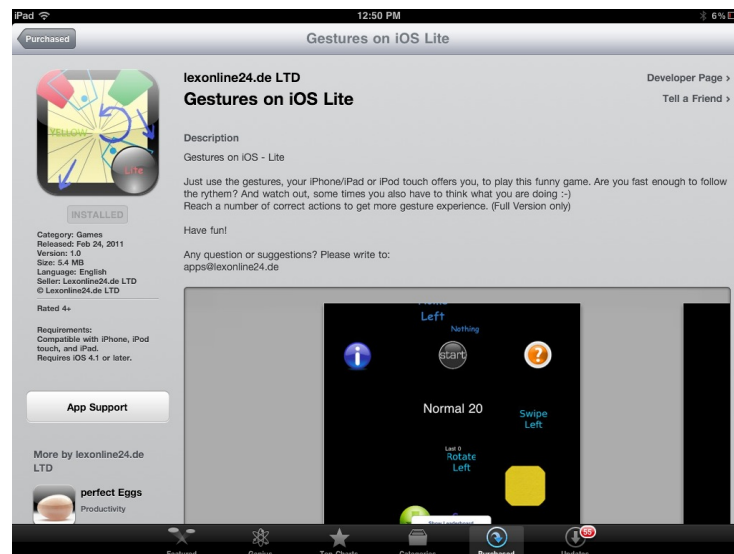 iPad
12:50 PM
6%
Purchased
Gestures on iOS Lite
YELLOW
Lite
INSTALLED
Category: Games
Released: Feb 24, 2011
Version: 1.0
Size: 5.4 MB
Language: English
Seller: Lexonline24.de LTD
© Lexonline24.de LTD
Rated 4+
Requirements:
Compatible with iPhone, iPod
touch, and iPad.
Requires iOS 4.1 or later.
App Support
More by lexonline24.de
LTD
perfect Eggs
Productivity
lexonline24.de LTD
Developer Page ›
Gestures on iOS Lite
Tell a Friend ›
Description
Gestures on iOS - Lite
Just use the gestures, your iPhone/iPad or iPod touch offers you, to play this funny game. Are you fast enough to follow
the rythem? And watch out, some times you also have to think what you are doing :-)
Reach a number of correct actions to get more gesture experience. (Full Version only)
Have fun!
Any question or suggestions? Please write to:
apps@lexonline24.de
Left
Nothing
i
start
?
Normal 20
Swipe
Left
Last 0
Rotate
Left
Show Leaderboard
Featured
Genius
Top Charts
Categories
Purchased
55
Updates